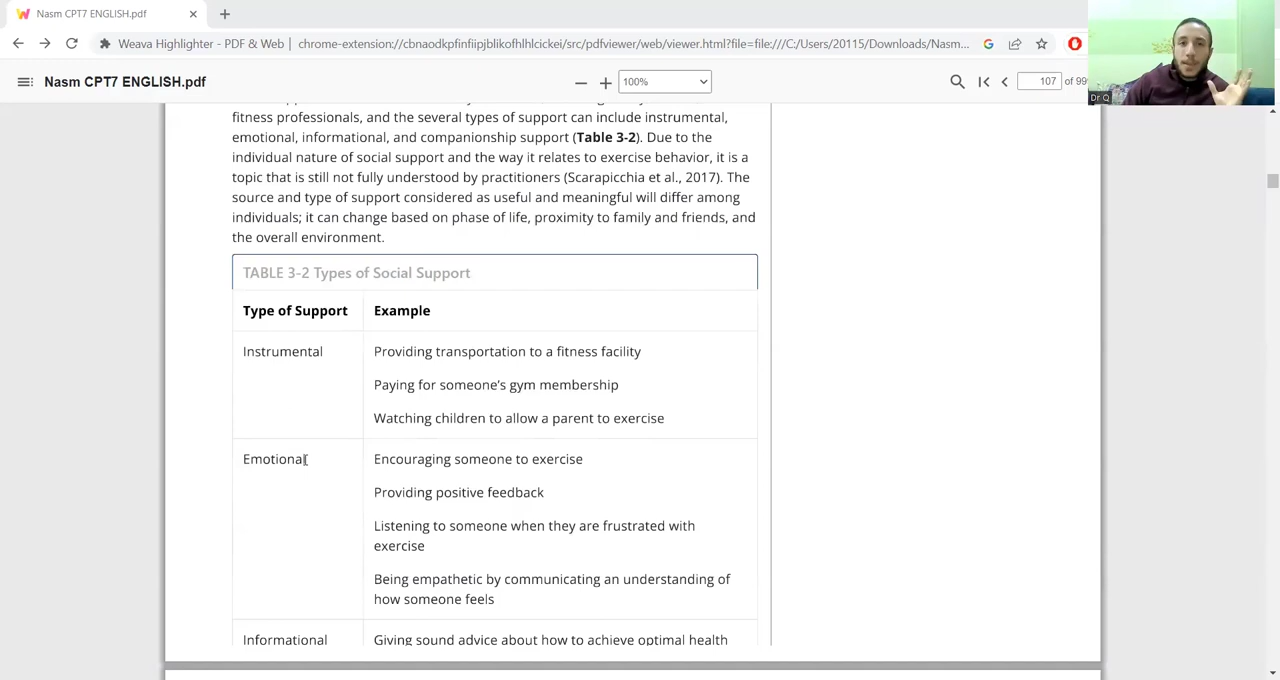 Nasm CPT7 ENGLISH.pdf
Weava Highlighter - PDF & Web | chrome-extension://cbnaodkpfinfiipjblikofhlhlcickei/src/pdfviewer/web/viewer.html?file=file:///C:/Users/20115/Downloads/Nasm...
Nasm CPT7 ENGLISH.pdf
100%
107 of 99
Dr Q
fitness professionals, and the several types of support can include instrumental,
emotional, informational, and companionship support (Table 3-2). Due to the
individual nature of social support and the way it relates to exercise behavior, it is a
topic that is still not fully understood by practitioners (Scarapicchia et al., 2017). The
source and type of support considered as useful and meaningful will differ among
individuals; it can change based on phase of life, proximity to family and friends, and
the overall environment.
TABLE 3-2 Types of Social Support
Type of Support Example
Instrumental Providing transportation to a fitness facility
Paying for someone's gym membership
Watching children to allow a parent to exercise
Emotional Encouraging someone to exercise
Providing positive feedback
Listening to someone when they are frustrated with
exercise
Being empathetic by communicating an understanding of
how someone feels
Informational Giving sound advice about how to achieve optimal health